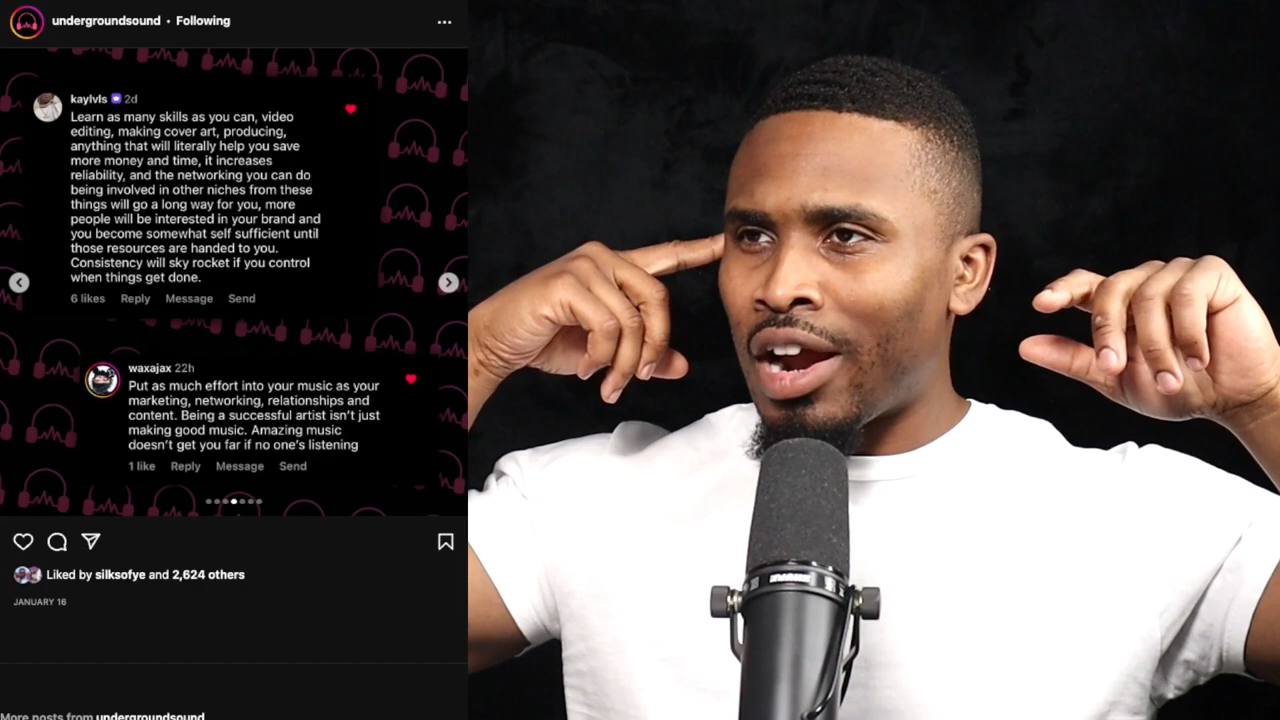 undergroundsound • Following
kaylvls 2d
Learn as many skills as you can, video
editing, making cover art, producing,
anything that will literally help you save
more money and time, it increases
reliability, and the networking you can do
being involved in other niches from these
things will go a long way for you, more
people will be interested in your brand and
you become somewhat self sufficient until
those resources are handed to you.
Consistency will sky rocket if you control
when things get done.
6 likes Reply Message Send
waxajax 22h
Put as much effort into your music as your
marketing, networking, relationships and
content. Being a successful artist isn't just
making good music. Amazing music
doesn't get you far if no one's listening
1 like Reply Message Send
Liked by silksofye and 2,624 others
JANUARY 16
More posts from undergroundsound
SHURE